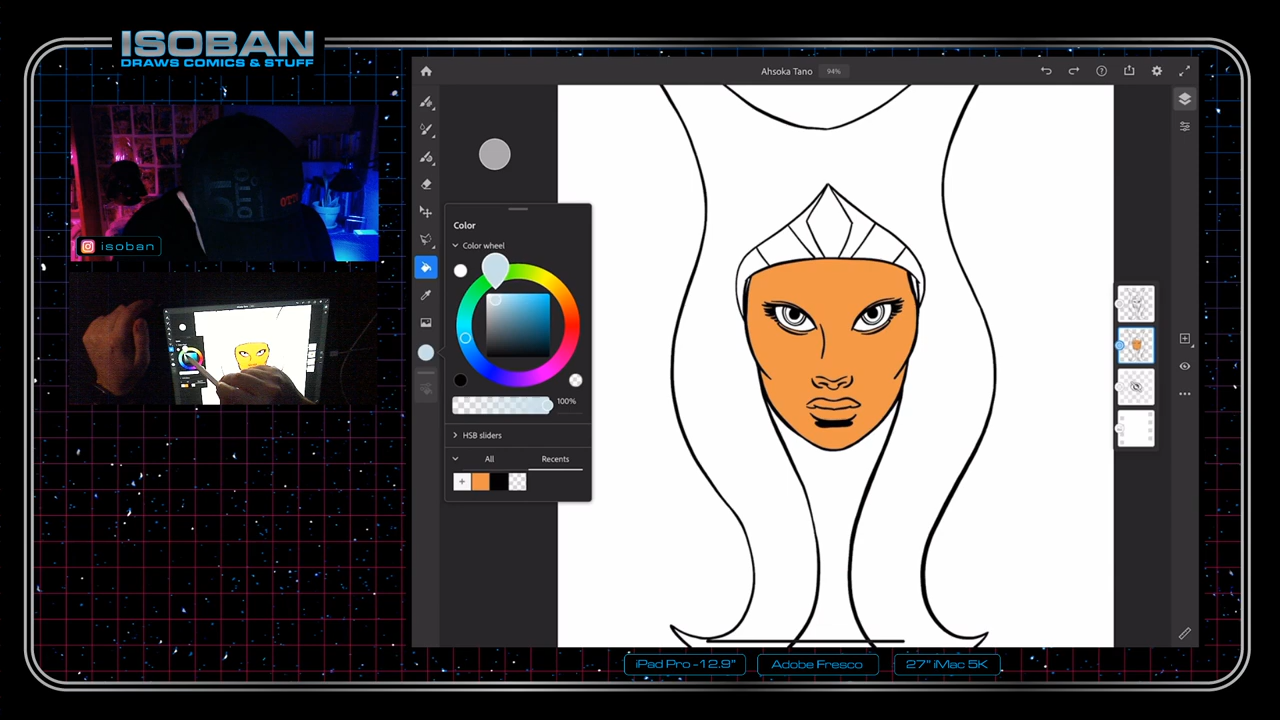 ISOBAN
DRAWS COMICS & STUFF
Ahsoka Tano
94%
isoban
OTTO
Color
Color wheel
100%
HSB sliders
All
Recents
iPad Pro -12.9"
Adobe Fresco
27" iMac 5K